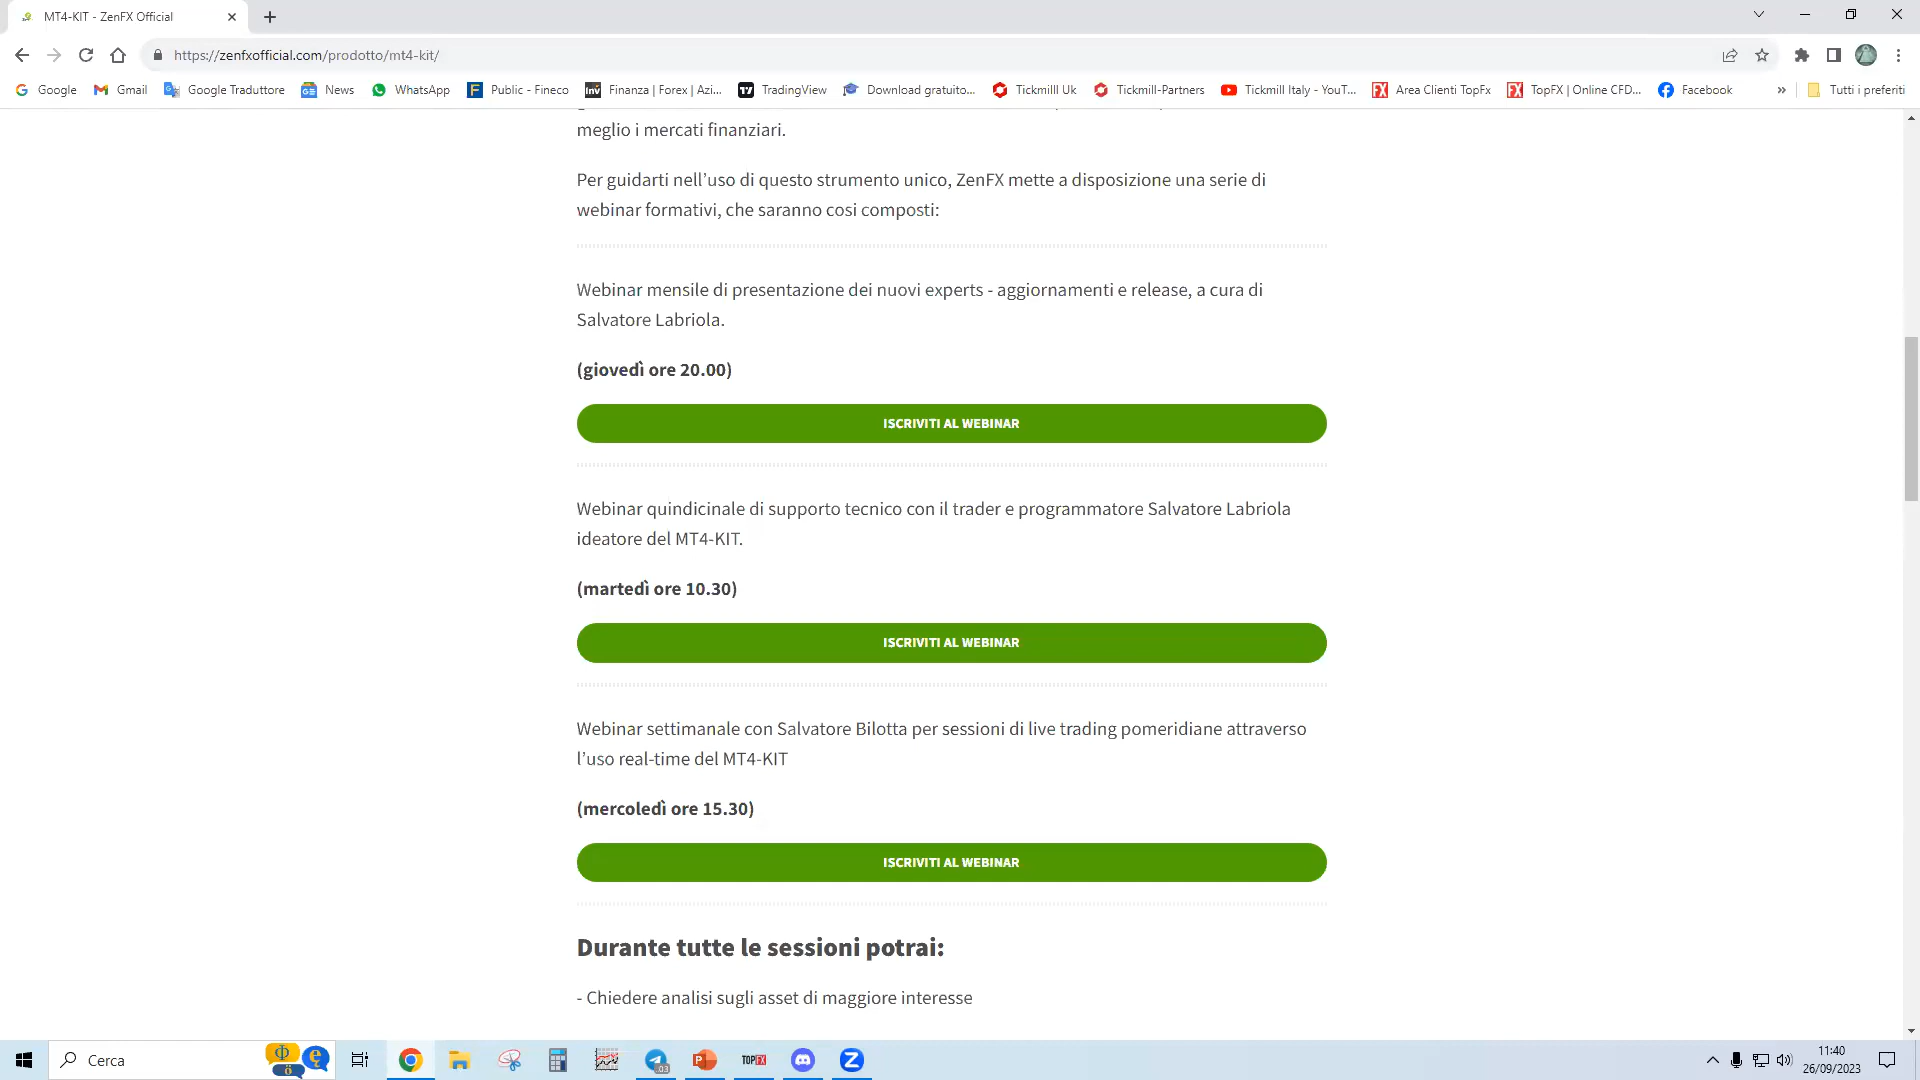 MT4-KIT - ZenFX Official
https://zenfxofficial.com/prodotto/mt4-kit/
Google
Gmail
Google Traduttore
News
WhatsApp
Public - Fineco
Finanza | Forex | Azi...
TradingView
Download gratuito...
Tickmilll Uk
Tickmill-Partners
Tickmill Italy - YouT...
Area Clienti TopFx
TopFX | Online CFD...
Facebook
»
Tutti i preferiti
meglio i mercati finanziari.
Per guidarti nell’uso di questo strumento unico, ZenFX mette a disposizione una serie di
webinar formativi, che saranno cosi composti:
Webinar mensile di presentazione dei nuovi experts - aggiornamenti e release, a cura di
Salvatore Labriola.
(giovedì ore 20.00)
ISCRIVITI AL WEBINAR
Webinar quindicinale di supporto tecnico con il trader e programmatore Salvatore Labriola
ideatore del MT4-KIT.
(martedì ore 10.30)
ISCRIVITI AL WEBINAR
Webinar settimanale con Salvatore Bilotta per sessioni di live trading pomeridiane attraverso
l’uso real-time del MT4-KIT
(mercoledì ore 15.30)
ISCRIVITI AL WEBINAR
Durante tutte le sessioni potrai:
- Chiedere analisi sugli asset di maggiore interesse
Cerca
TOPFX
11:40
26/09/2023